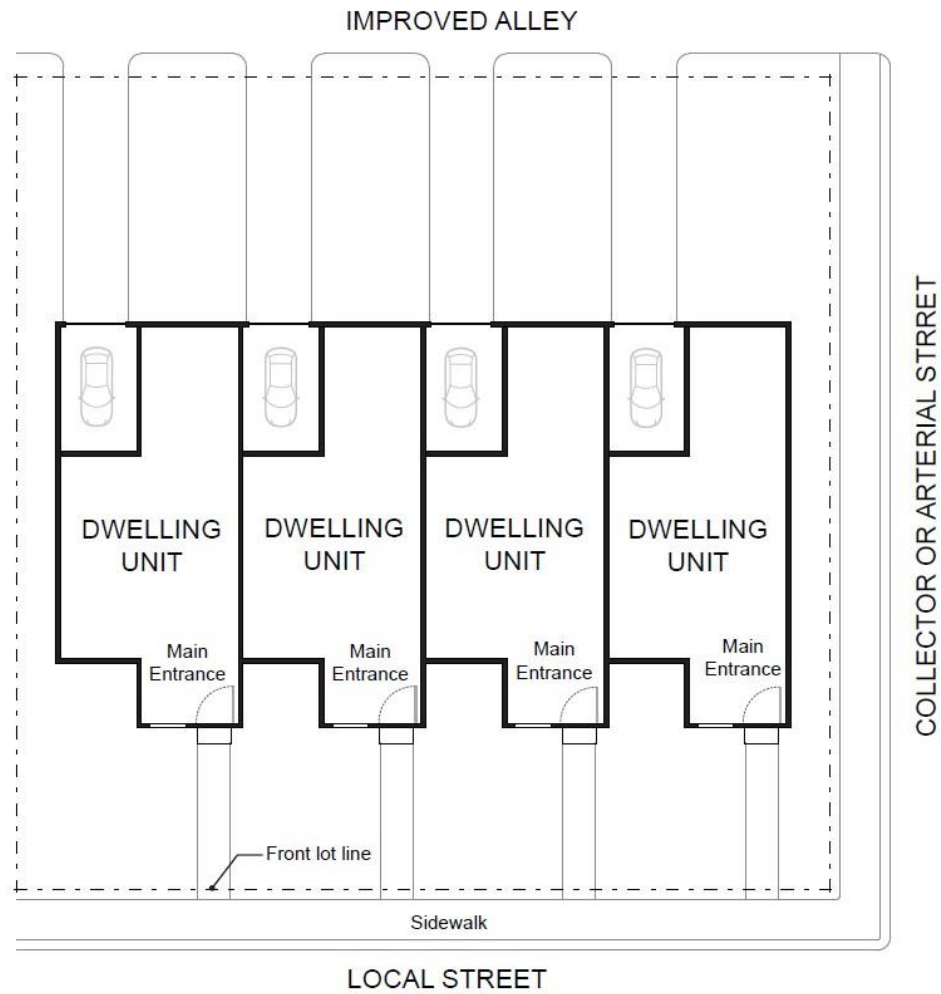 IMPROVED ALLEY
COLLECTOR OR ARTERIAL STRRET
DWELLING
UNIT
DWELLING
UNIT
DWELLING
UNIT
DWELLING
UNIT
Main
Entrance
Main
Entrance
Main
Entrance
Main
Entrance
Front lot line
Sidewalk
LOCAL STREET